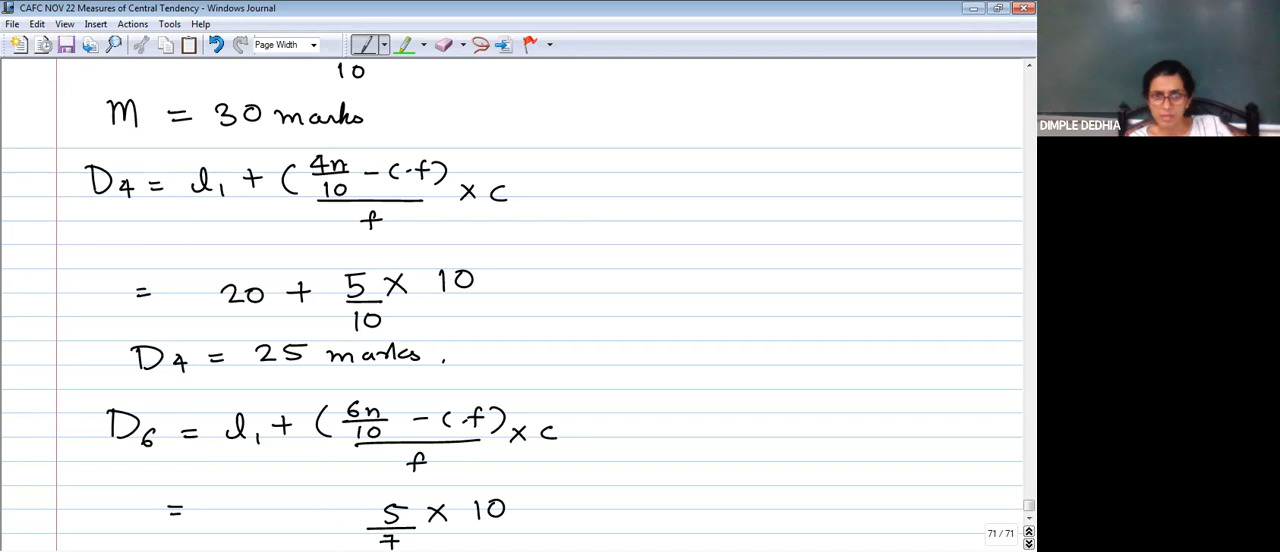 CAFC NOV 22 Measures of Central Tendency - Windows Journal
File Edit View Insert Actions Tools Help
Page Width
10
M = 30 marks
D4 = l1 + (4n/10 - c.f)/f × c
= 20 + 5/10 × 10
D4 = 25 marks.
D6 = l1 + (6n/10 - c.f)/f × c
= 5/7 × 10
71 / 71
DIMPLE DEDHIA